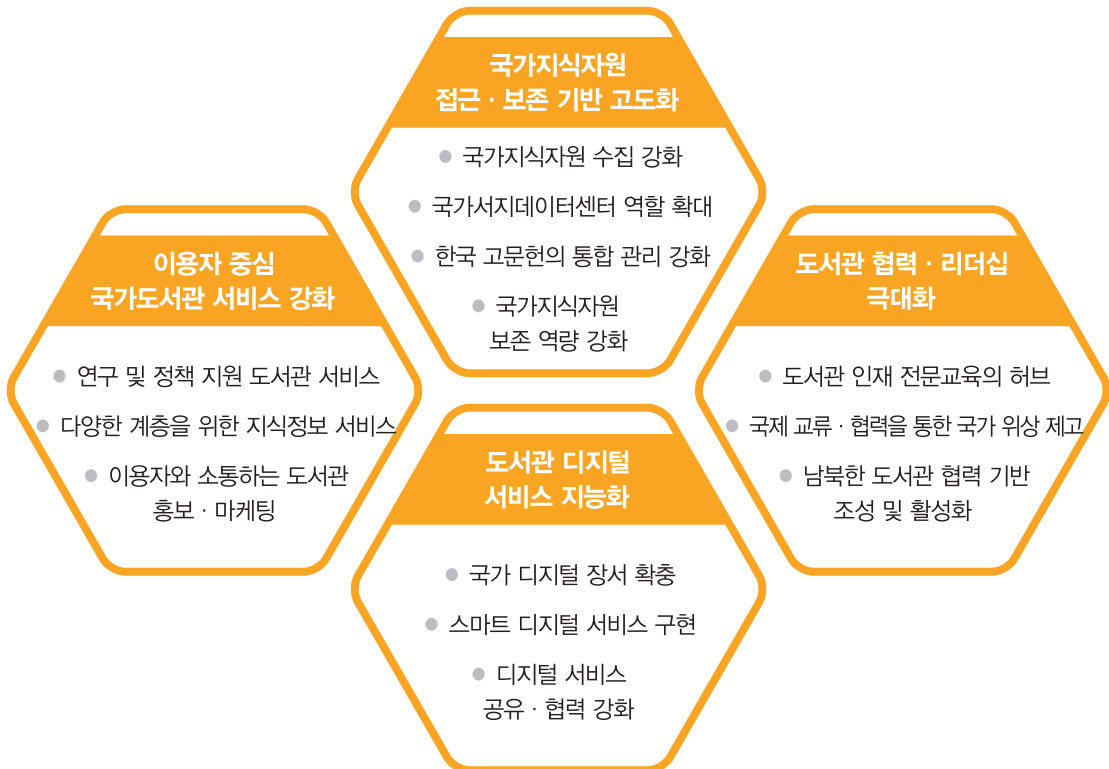 국가지식자원
접근 · 보존 기반 고도화
● 국가지식자원 수집 강화
● 국가서지데이터센터 역할 확대
● 한국 고문헌의 통합 관리 강화
● 국가지식자원
보존 역량 강화
이용자 중심
국가도서관 서비스 강화
● 연구 및 정책 지원 도서관 서비스
● 다양한 계층을 위한 지식정보 서비스
● 이용자와 소통하는 도서관
홍보 · 마케팅
도서관 협력 · 리더십
극대화
● 도서관 인재 전문교육의 허브
● 국제 교류 · 협력을 통한 국가 위상 제고
● 남북한 도서관 협력 기반
조성 및 활성화
도서관 디지털
서비스 지능화
● 국가 디지털 장서 확충
● 스마트 디지털 서비스 구현
● 디지털 서비스
공유 · 협력 강화